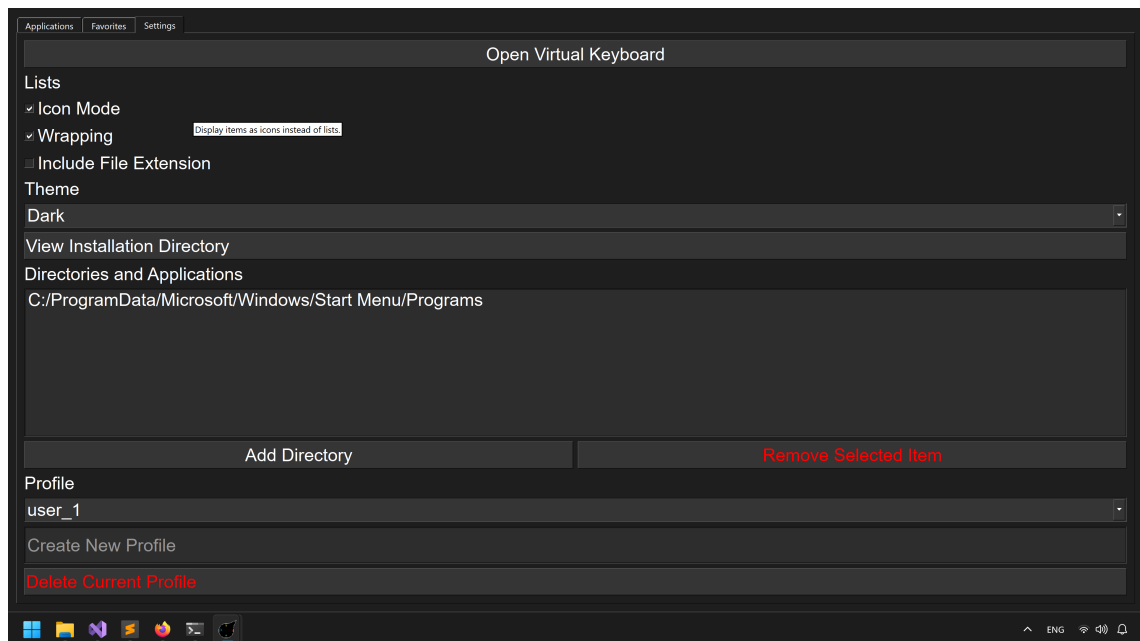 Applications Favorites Settings
Open Virtual Keyboard
Lists
Icon Mode
Wrapping
Display items as icons instead of lists.
Include File Extension
Theme
Dark
View Installation Directory
Directories and Applications
C:/ProgramData/Microsoft/Windows/Start Menu/Programs
Add Directory Remove Selected Item
Profile
user_1
Create New Profile
Delete Current Profile
ENG